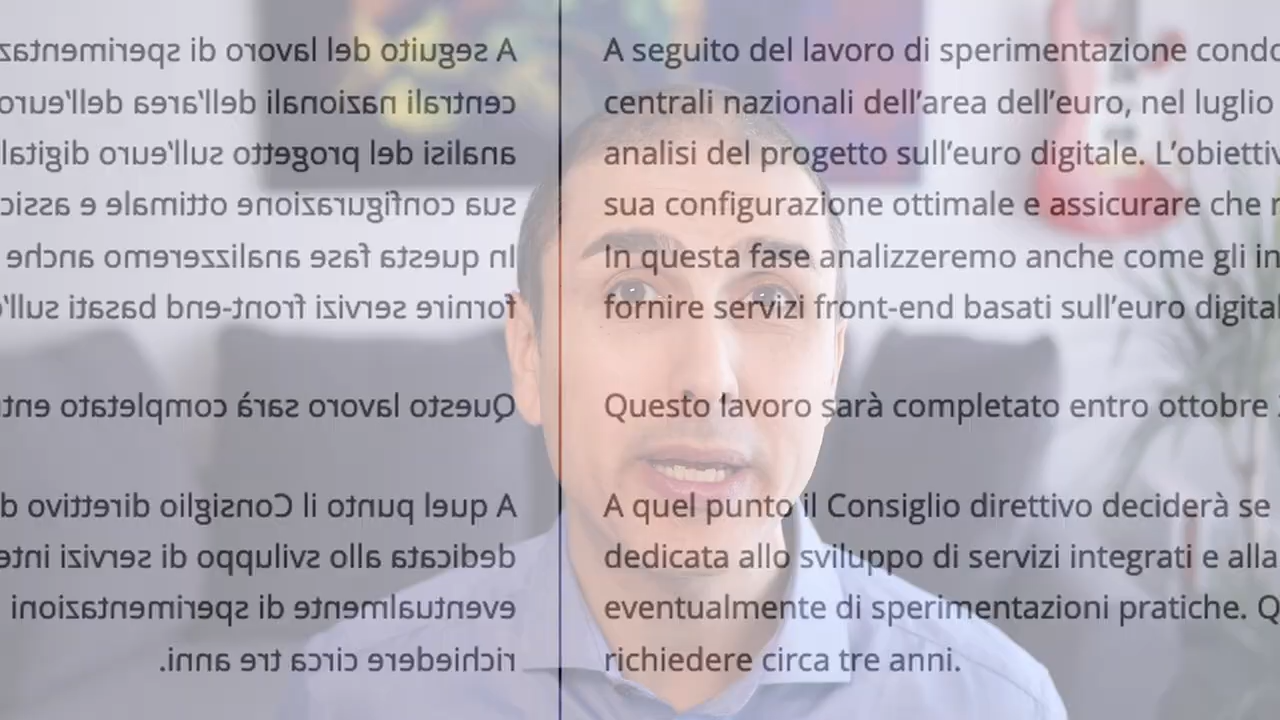 A seguito del lavoro di sperimentazione condo
centrali nazionali dell’area dell’euro, nel luglio
analisi del progetto sull’euro digitale. L’obiettiv
sua configurazione ottimale e assicurare che
In questa fase analizzeremo anche come gli in
fornire servizi front-end basati sull’euro digital
Questo lavoro sarà completato entro ottobre
A quel punto il Consiglio direttivo deciderà se
dedicata allo sviluppo di servizi integrati e alla
eventualmente di sperimentazioni pratiche. Q
richiedere circa tre anni.